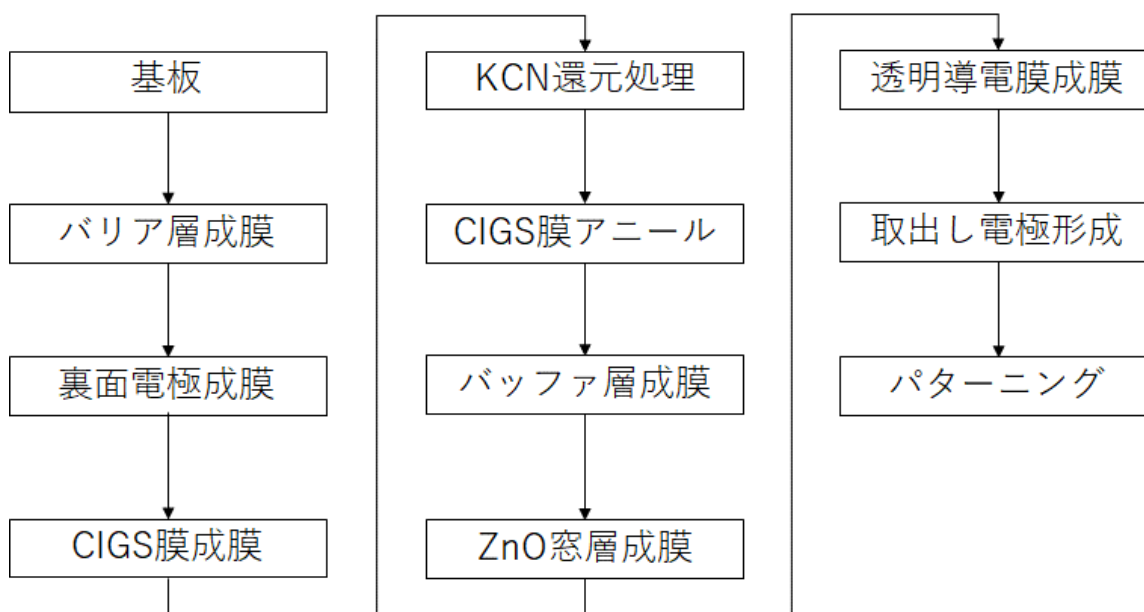 基板
バリア層成膜
裏面電極成膜
CIGS膜成膜
KCN還元処理
CIGS膜アニール
バッファ層成膜
ZnO窓層成膜
透明導電膜成膜
取出し電極形成
パターニング